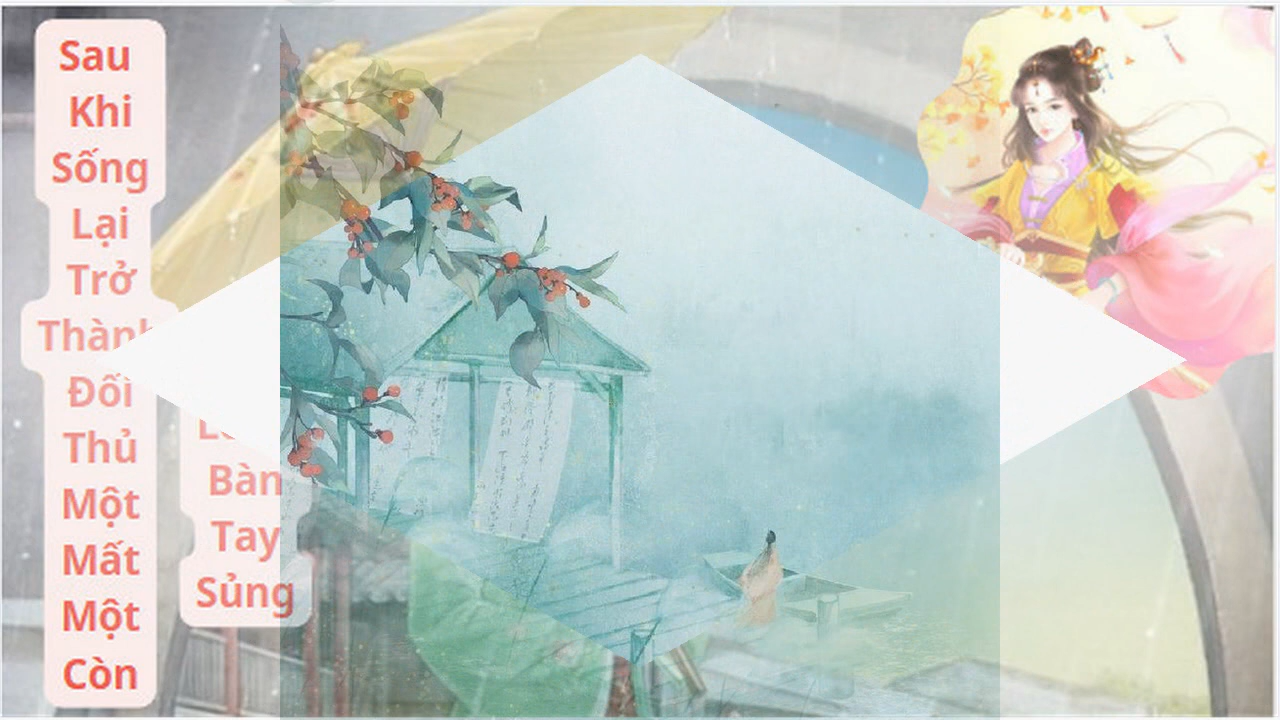 Sau
Khi
Sống
Lại
Trở
Thành
Đối
Thủ
Một
Mất
Một
Còn
Bàn
Tay
Sủng